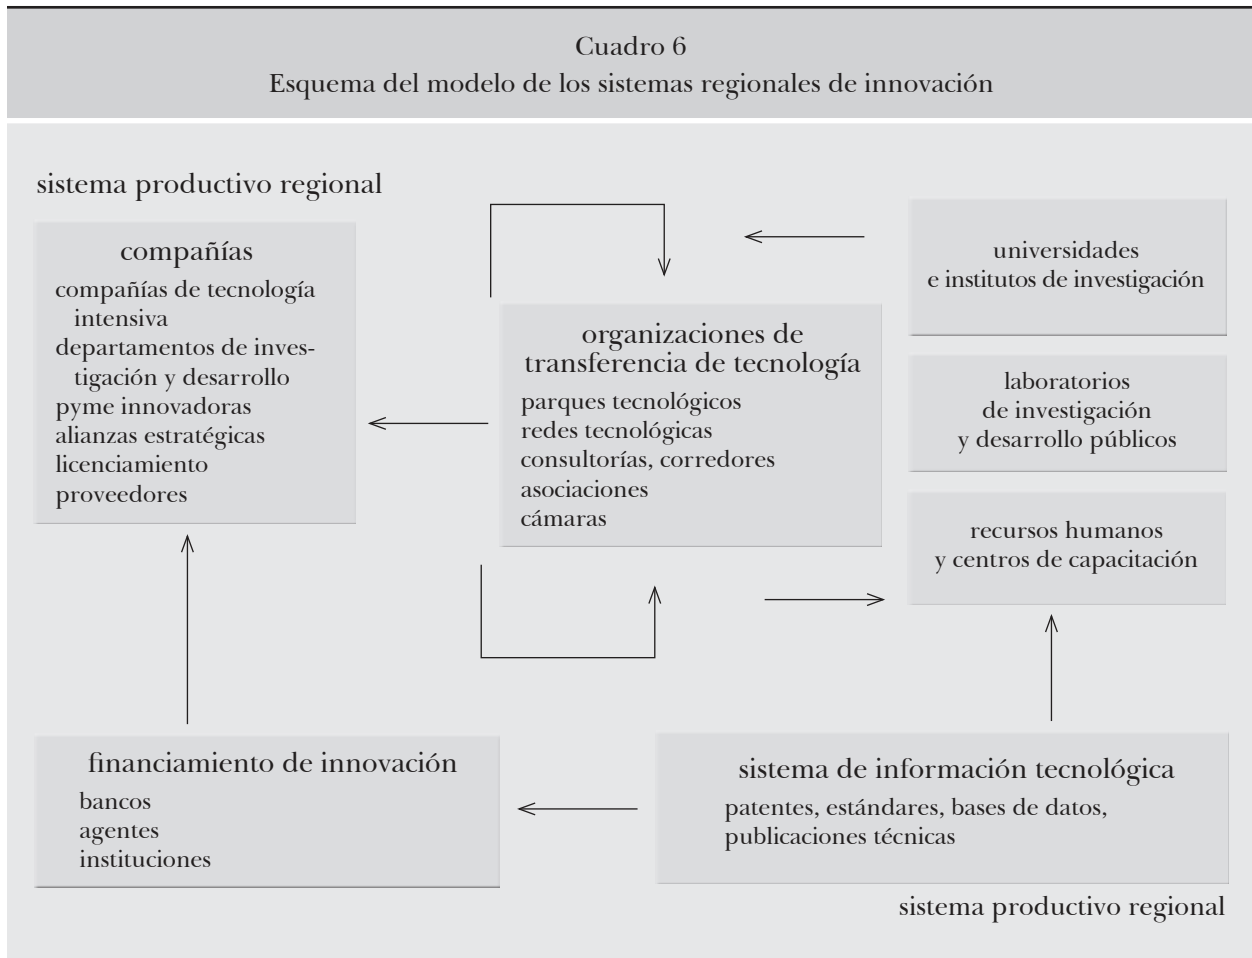 Cuadro 6
Esquema del modelo de los sistemas regionales de innovación
sistema productivo regional
compañías
compañías de tecnología
intensiva
departamentos de inves-
tigación y desarrollo
pyme innovadoras
alianzas estratégicas
licenciamiento
proveedores
organizaciones de
transferencia de tecnología
parques tecnológicos
redes tecnológicas
consultorías, corredores
asociaciones
cámaras
universidades
e institutos de investigación
laboratorios
de investigación
y desarrollo públicos
recursos humanos
y centros de capacitación
financiamiento de innovación
bancos
agentes
instituciones
sistema de información tecnológica
patentes, estándares, bases de datos,
publicaciones técnicas
sistema productivo regional